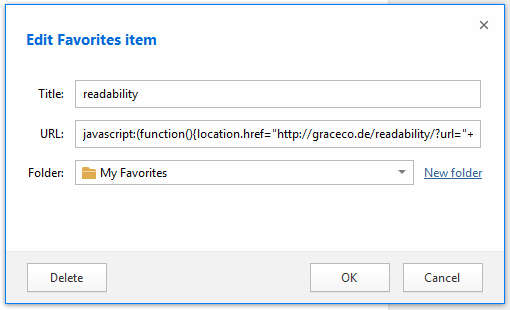 Edit Favorites item
Title: readability
URL: javascript:(function(){location.href="http://graceco.de/readability/?url="+
Folder: My Favorites New folder
Delete OK Cancel